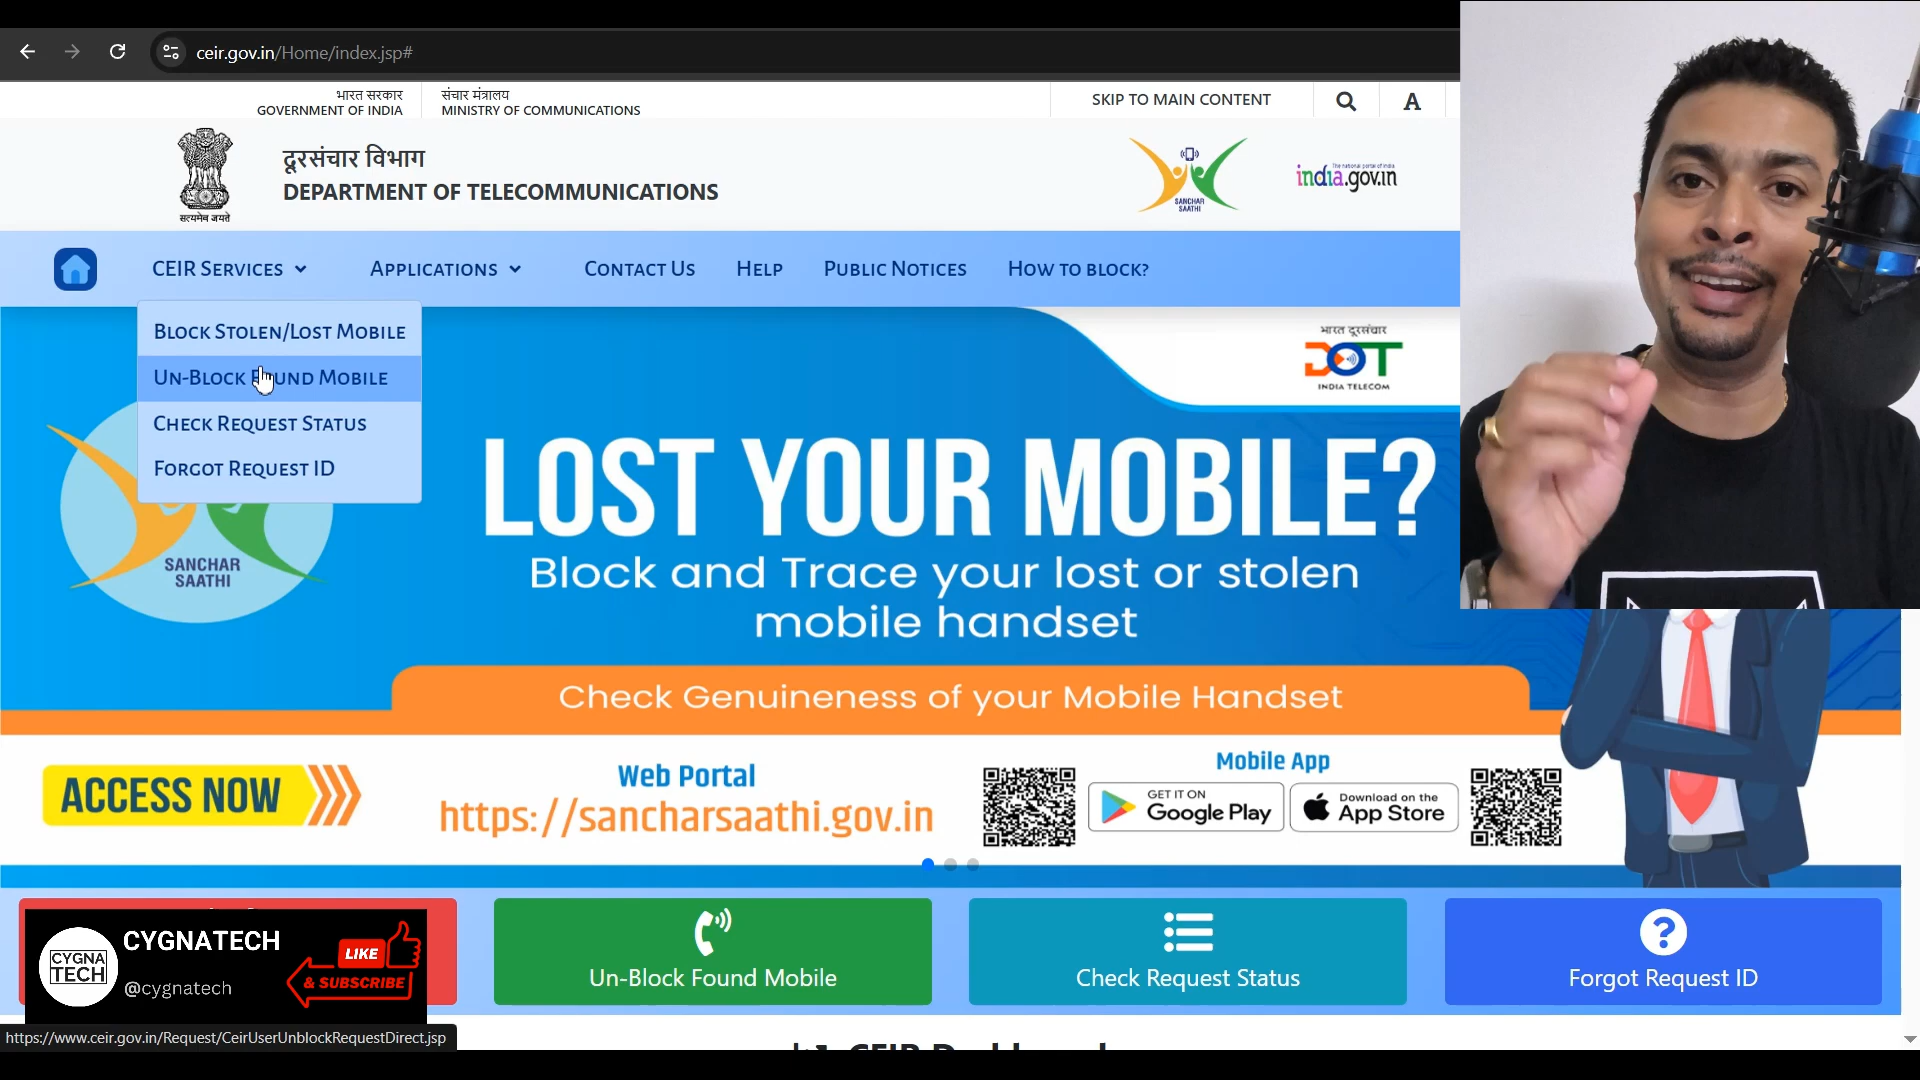 ceir.gov.in/Home/index.jsp#
भारत सरकार
GOVERNMENT OF INDIA
संचार मंत्रालय
MINISTRY OF COMMUNICATIONS
SKIP TO MAIN CONTENT
A
सत्यमेव जयते
दूरसंचार विभाग
DEPARTMENT OF TELECOMMUNICATIONS
SANCHAR
SAATHI
The national portal of India
india.gov.in
CEIR SERVICES
APPLICATIONS
CONTACT US
HELP
PUBLIC NOTICES
HOW TO BLOCK?
BLOCK STOLEN/LOST MOBILE
UN-BLOCK FOUND MOBILE
CHECK REQUEST STATUS
FORGOT REQUEST ID
भारत दूरसंचार
DOT
INDIA TELECOM
SANCHAR
SAATHI
LOST YOUR MOBILE?
Block and Trace your lost or stolen
mobile handset
Check Genuineness of your Mobile Handset
ACCESS NOW
Web Portal
https://sancharsaathi.gov.in
Mobile App
GET IT ON
Google Play
Download on the
App Store
CYGNA
TECH
CYGNATECH
@cygnatech
LIKE
& SUBSCRIBE
Un-Block Found Mobile
Check Request Status
?
Forgot Request ID
https://www.ceir.gov.in/Request/CeirUserUnblockRequestDirect.jsp